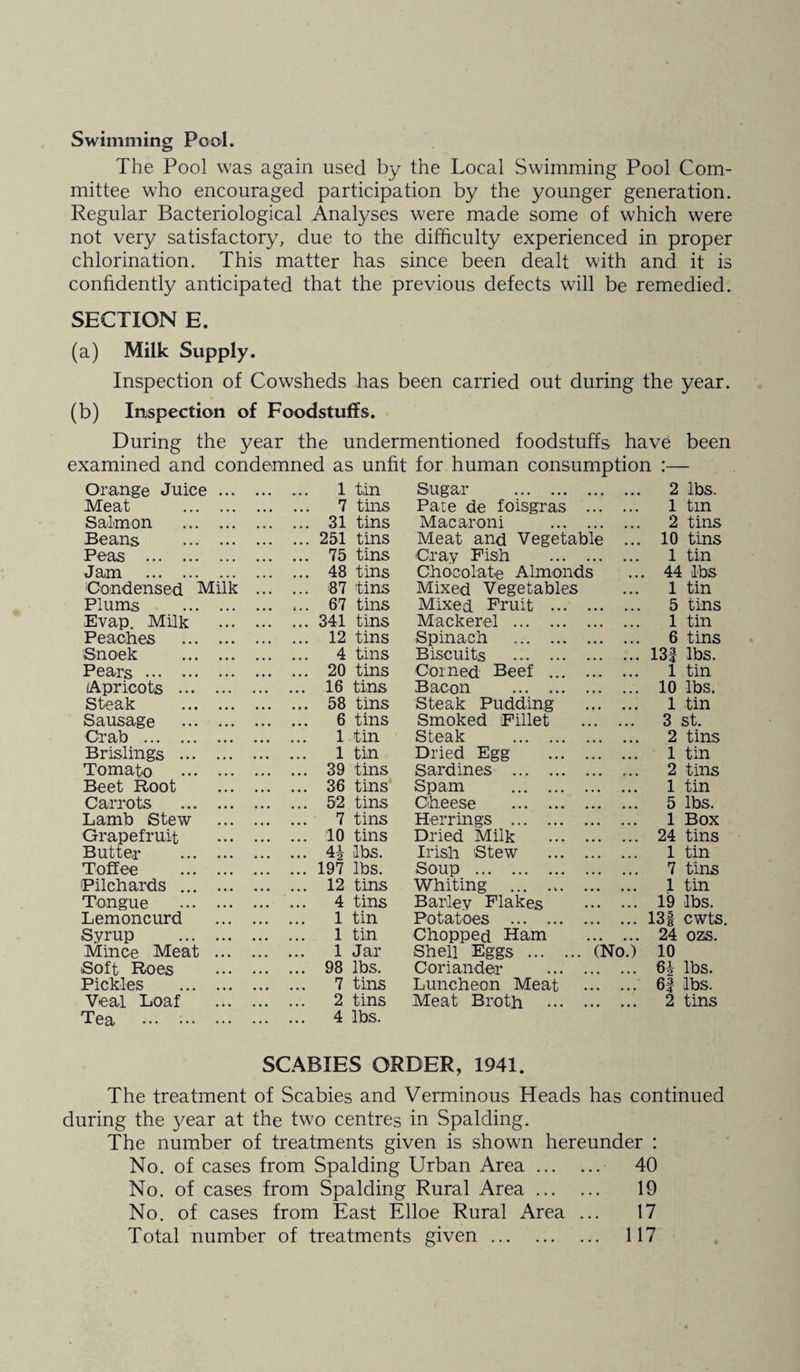 Swimming Pool.
The Pool was again used by the Local Swimming Pool Com-
mittee who encouraged participation by the younger generation.
Regular Bacteriological Analyses were made some of which were
not very satisfactory, due to the difficulty experienced in proper
chlorination. This matter has since been dealt with and it is
confidently anticipated that the previous defects will be remedied.
SECTION E.
(a) Milk Supply.
Inspection of Cowsheds has been carried out during the year.
(b) Inspection of Foodstuffs.
During the year the undermentioned foodstuffs have been
examined and condemned as unfit for human consumption :—
Orange Juice ... ... ... 1 tin
Meat ... ... ... ... 7 tins
Salmon ... ... ... ... 31 tins
Beans ... ... ... ... 251 tins
Peas ... ... ... ... ... 75 tins
Jam ... ... ... ... ... 48 tins
Condensed Milk ... ... 87 tins
Plums ... ... ... ... 67 tins
Evap. Milk ... ... ... 341 tins
Peaches ... ... ... ... 12 tins
Snoek ... ... ... ... 4 tins
Pears ... ... ... ... ... 20 tins
Apricots ... ... ... ... 16 tins
Steak ... ... ... ... 58 tins
Sausage ... ... ... ... 6 tins
Crab ... ... ... ... ... 1 tin
Brislings ... ... ... ... 1 tin
Tomato ... ... ... ... 39 tins
Beet Root ... ... ... 36 tins
Carrots ... ... ... ... 52 tins
Lamb Stew ... ... ... 7 tins
Grapefruit ... ... ... 10 tins
Butter ... ... ... ... 4½ lbs.
Toffee ... ... ... ... 197 lbs.
Pilchards ... ... ... ... 12 tins
Tongue ... ... ... ... 4 tins
Lemoncurd ... ... ... 1 tin
Syrup ... ... ... ... 1 tin
Mince Meat ... ... ... 1 Jar
Soft Roes ... ... ... 98 lbs.
Pickles ... ... ... ... 7 tins
Veal Loaf ... ... ... 2 tins
Tea ... ... ... ... ... 4 lbs.
Sugar ... ... ... ... 2 lbs.
Pate de foisgras ... ... 1 tin
Macaroni ... ... ... 2 tins
Meat and Vegetable ... 10 tins
Cray Fish ... ... ... 1 tin
Chocolate Almonds ... 44 lbs
Mixed Vegetables ... 1 tin
Mixed Fruit ... ... ... 5 tins
Mackerel ... ... ... ... 1 tin
Spinach ... ... ... ... 6 tins
Biscuits ... ... ... ... 13¾ lbs.
Corned Beef ... ... ... 1 tin
Bacon ... ... ... ... 10 lbs.
Steak Pudding ... ... 1 tin
Smoked Fillet ... ... 3 st.
Steak ... ... ... ... 2 tins
Dried Egg ... ... ... 1 tin
Sardines ... ... ... ... 2 tins
Spam ... ... ... ... 1 tin
Cheese ... ... ... ... 5 lbs.
Herrings ... ... ... ... 1 Box
Dried Milk ... ... ... 24 tins
Irish Stew ... ... ... 1 tin
Soup ... ... ... ... ... 7 tins
Whiting ... ... ... ... 1 tin
Barley Flakes ... ... 19 lbs.
Potatoes ... ... ... ... 13⅝ cwts.
Chopped Ham ... ... 24 ozs.
Shell Eggs ... ... (No.) 10
Coriander ... ... ... 6½ lbs.
Luncheon Meat ... ... 6¾ lbs.
Meat Broth ... ... ... 2 tins
SCABIES ORDER, 1941.
The treatment of Scabies and Verminous Heads has continued
during the year at the two centres in Spalding.
The number of treatments given is shown hereunder :
No. of cases from Spalding Urban Area ... ... 40
No. of cases from Spalding Rural Area ... ... 19
No. of cases from East Elloe Rural Area ... 17
Total number of treatments given ... ... ... 117